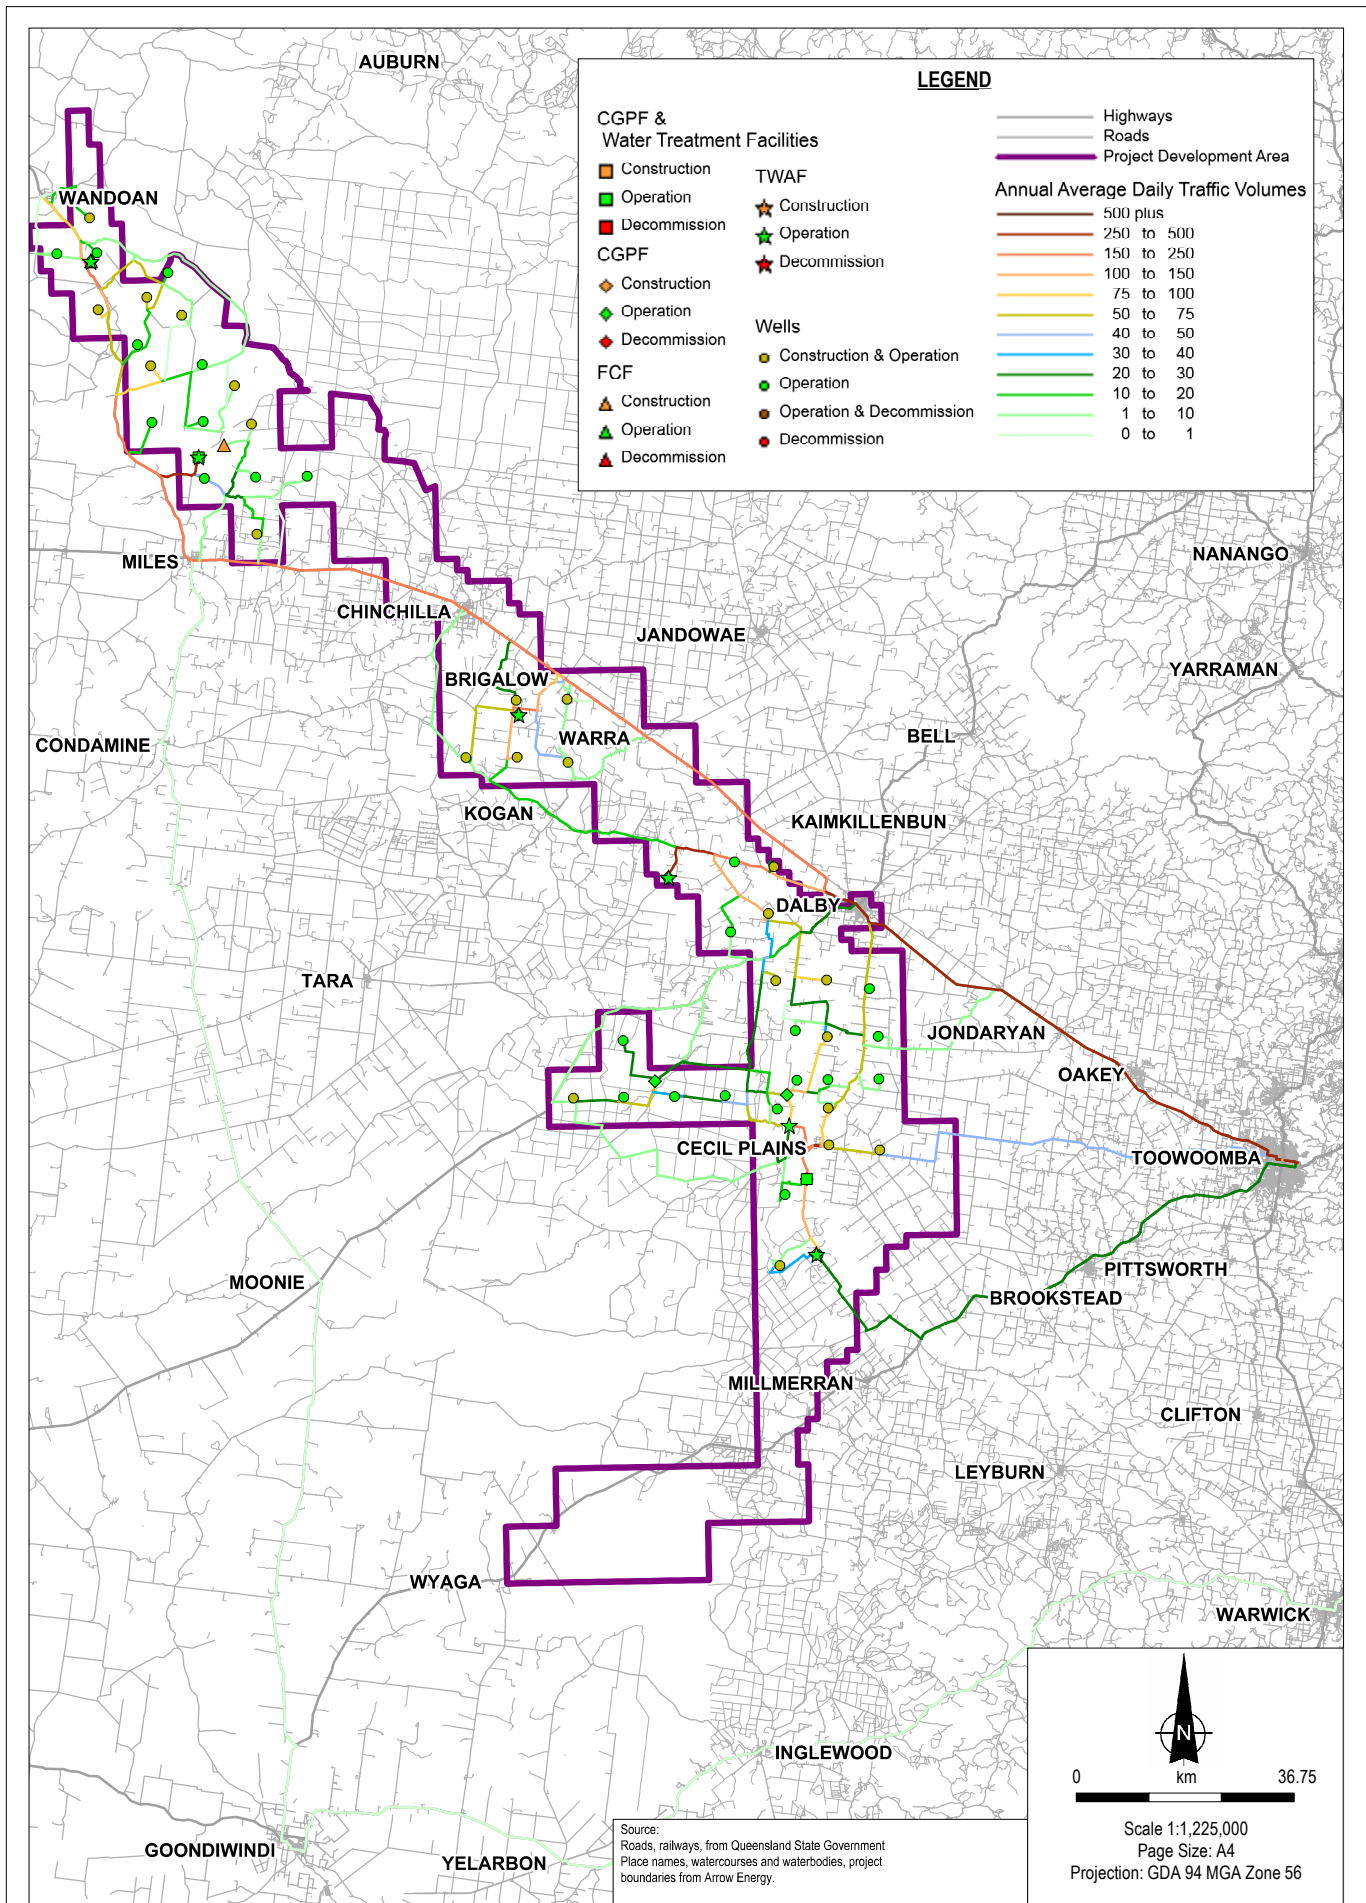 LEGEND
CGPF &
Water Treatment Facilities
Construction
Operation
Decommission
CGPF
Construction
Operation
Decommission
FCF
Construction
Operation
Decommission
TWAF
Construction
Operation
Decommission
Wells
Construction & Operation
Operation
Operation & Decommission
Decommission
Highways
Roads
Project Development Area
Annual Average Daily Traffic Volumes
500 plus
250 to 500
150 to 250
100 to 150
75 to 100
50 to 75
40 to 50
30 to 40
20 to 30
10 to 20
1 to 10
0 to 1
AUBURN
WANDOAN
NANANGO
MILES
CHINCHILLA
JANDOWAE
YARRAMAN
BRIGALOW
BELL
WARRA
CONDAMINE
KOGAN
KAIMKILLENBUN
DALBY
TARA
JONDARYAN
OAKEY
CECIL PLAINS
TOOWOOMBA
PITTSWORTH
MOONIE
BROOKSTEAD
MILLMERRAN
CLIFTON
LEYBURN
WYAGA
WARWICK
INGLEWOOD
GOONDIWINDI
YELARBON
N
0 km 36.75
Scale 1:1,225,000
Page Size: A4
Projection: GDA 94 MGA Zone 56
Source:
Roads, railways, from Queensland State Government
Place names, watercourses and waterbodies, project
boundaries from Arrow Energy.